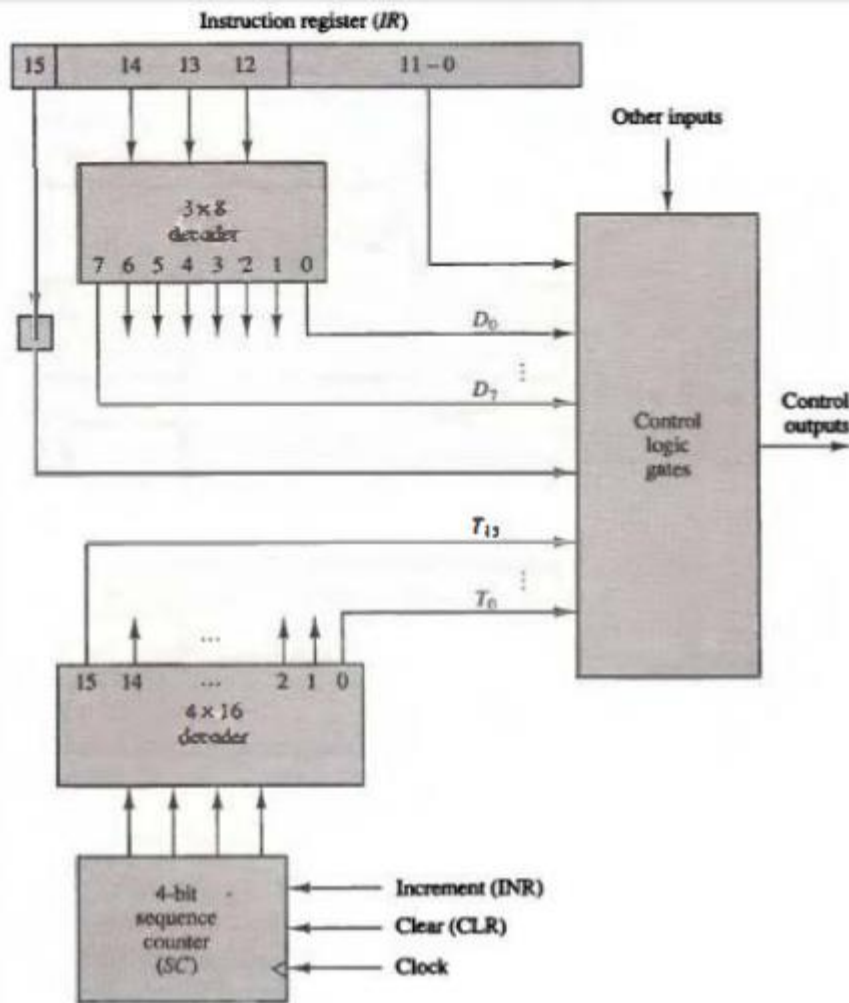 Instruction register (IR)
15 14 13 12 11 – 0
Other inputs
3 × 8
decoder
7 6 5 4 3 2 1 0
D0
⋮
D7
Control
logic
gates
Control
outputs
T15
⋮
T0
...
15 14 ... 2 1 0
4 × 16
decoder
4-bit
sequence
counter
(SC)
Increment (INR)
Clear (CLR)
Clock